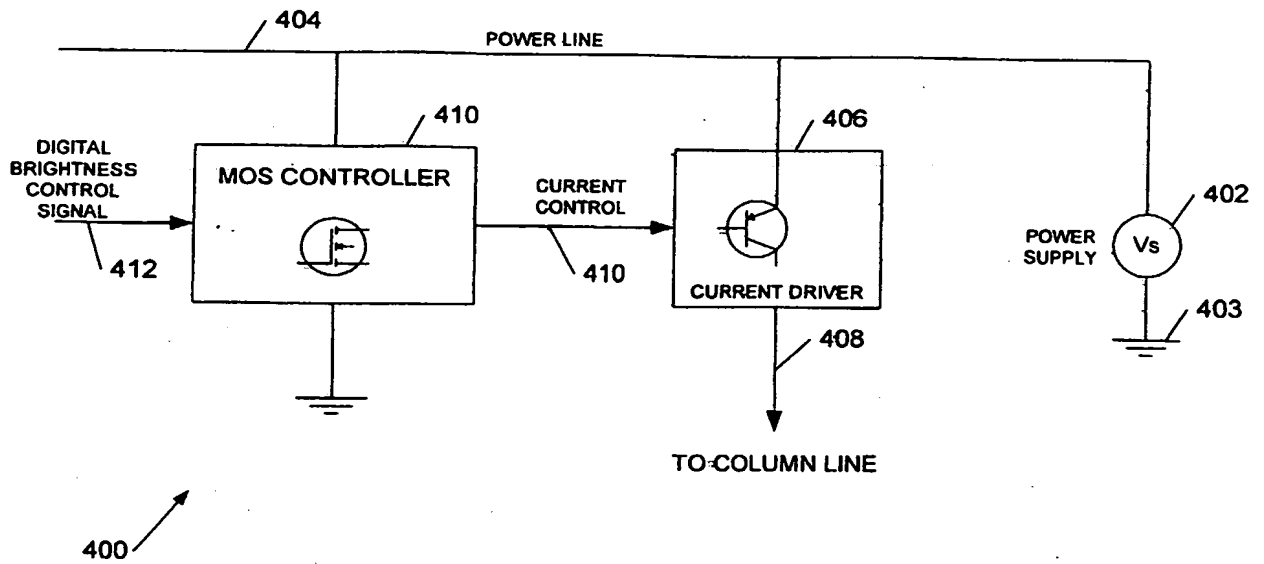 404
POWER LINE
410
406
DIGITAL
BRIGHTNESS
CONTROL
SIGNAL
MOS CONTROLLER
CURRENT
CONTROL
402
POWER
SUPPLY
Vs
412
410
CURRENT DRIVER
403
408
TO COLUMN LINE
400